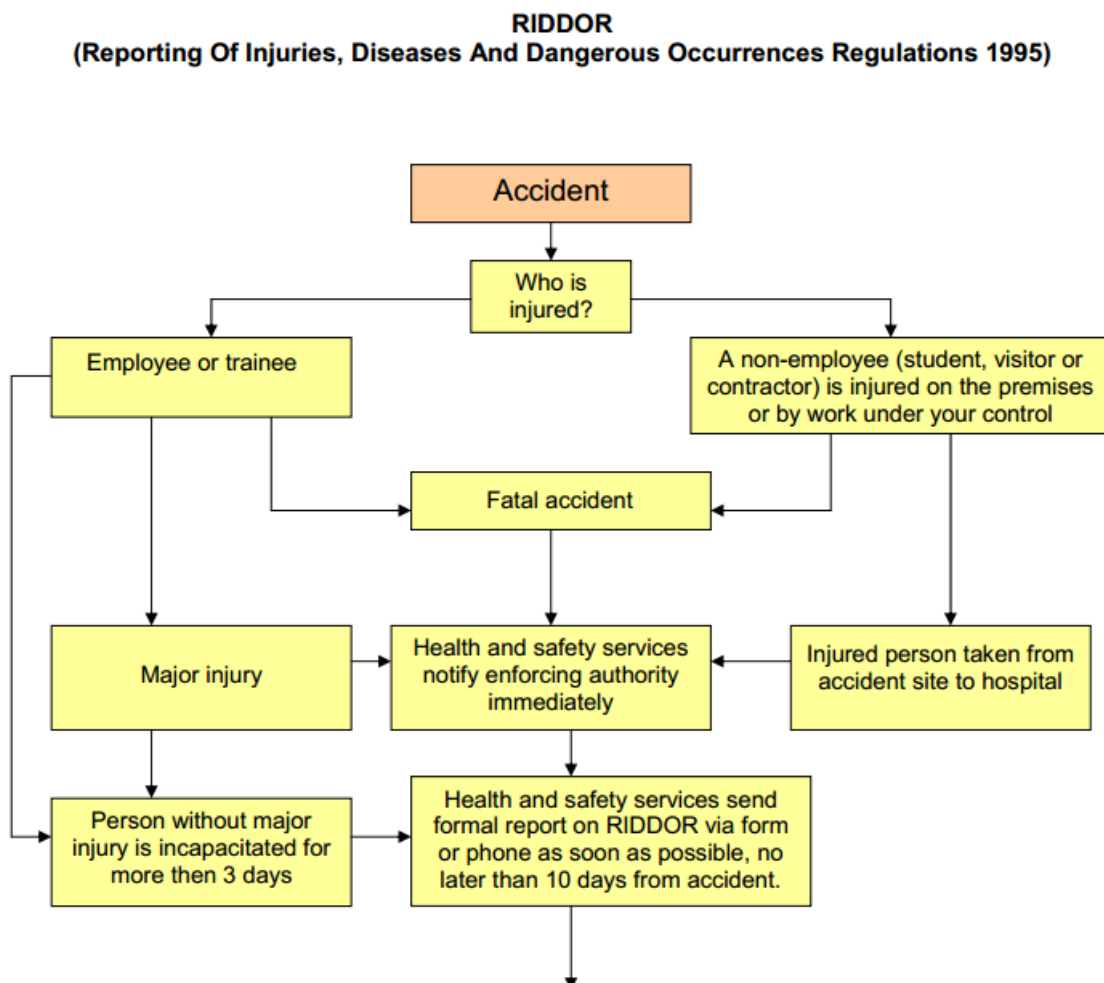 RIDDOR
(Reporting Of Injuries, Diseases And Dangerous Occurrences Regulations 1995)
Accident
Who is
injured?
Employee or trainee
A non-employee (student, visitor or
contractor) is injured on the premises
or by work under your control
Fatal accident
Major injury
Health and safety services
notify enforcing authority
immediately
Injured person taken from
accident site to hospital
Person without major
injury is incapacitated for
more then 3 days
Health and safety services send
formal report on RIDDOR via form
or phone as soon as possible, no
later than 10 days from accident.